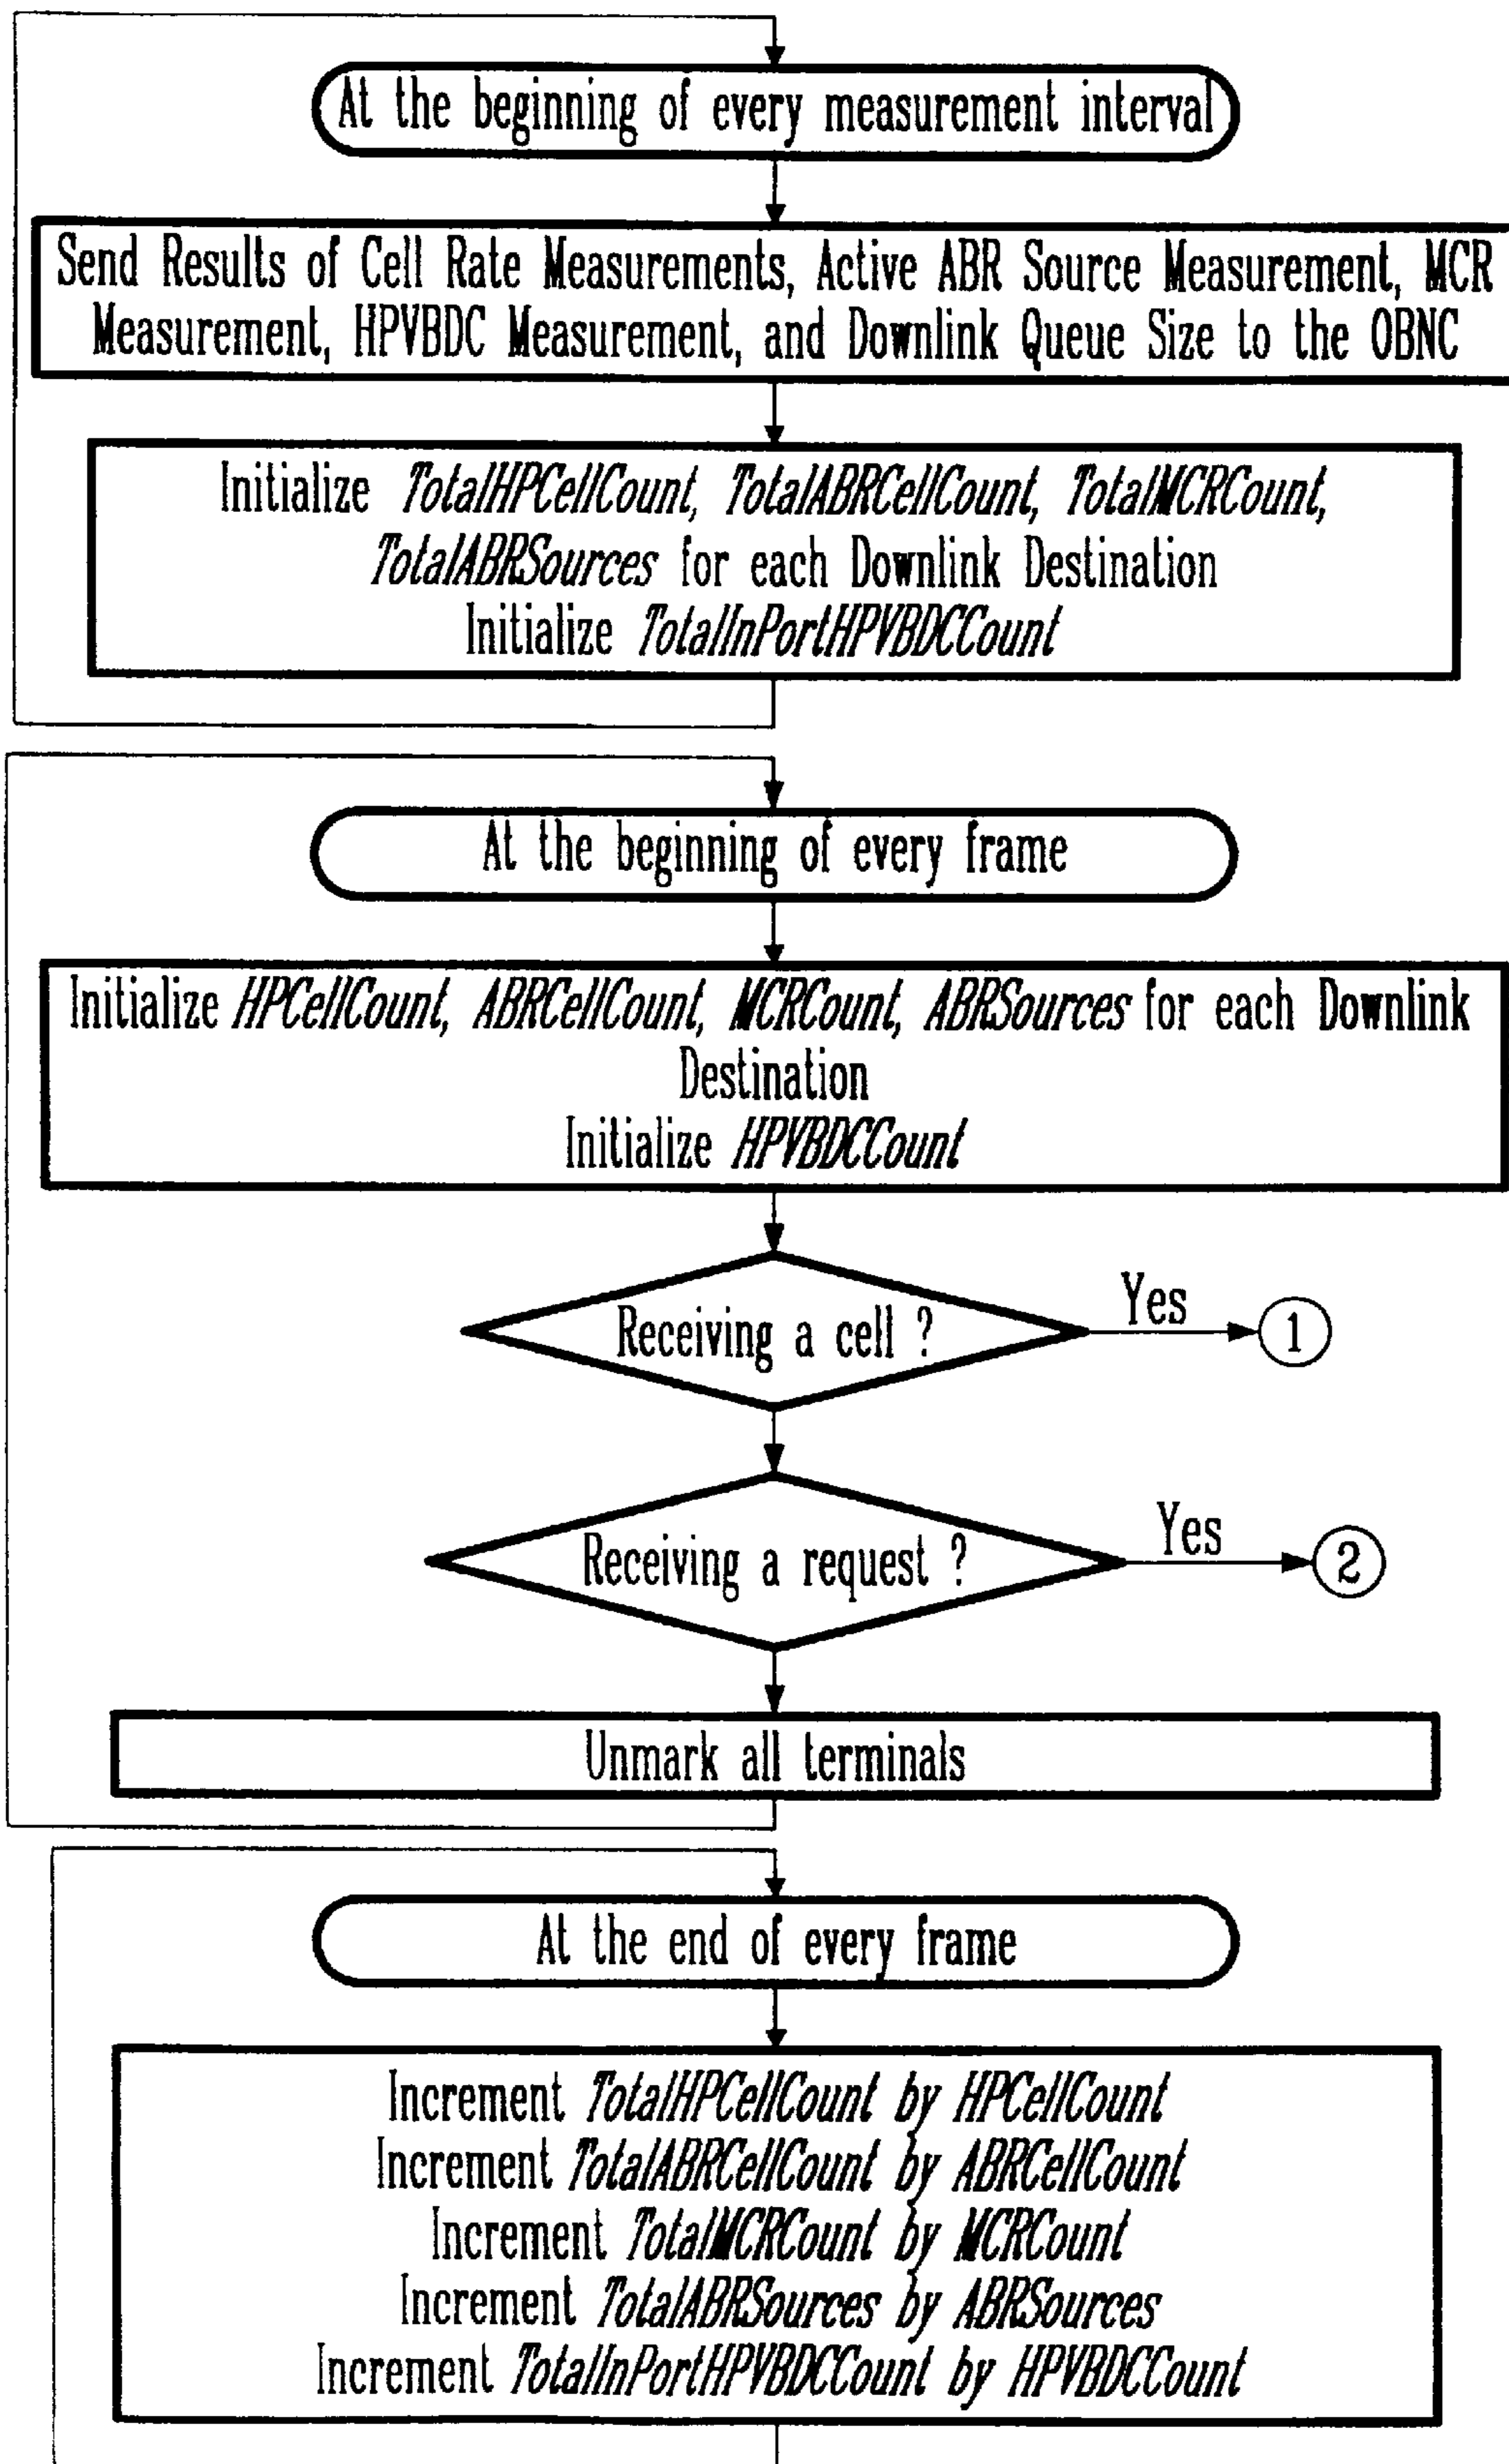 At the beginning of every measurement interval
Send Results of Cell Rate Measurements, Active ABR Source Measurement, MCR
Measurement, HPVBDC Measurement, and Downlink Queue Size to the OBNC
Initialize TotalHPCellCount, TotalABRCellCount, TotalMCRCount,
TotalABRSources for each Downlink Destination
Initialize TotalInPortHPVBDCCount
At the beginning of every frame
Initialize HPCellCount, ABRCellCount, MCRCount, ABRSources for each Downlink
Destination
Initialize HPVBDCCount
Receiving a cell ?
Yes
1
Receiving a request ?
Yes
2
Unmark all terminals
At the end of every frame
Increment TotalHPCellCount by HPCellCount
Increment TotalABRCellCount by ABRCellCount
Increment TotalMCRCount by MCRCount
Increment TotalABRSources by ABRSources
Increment TotalInPortHPVBDCCount by HPVBDCCount